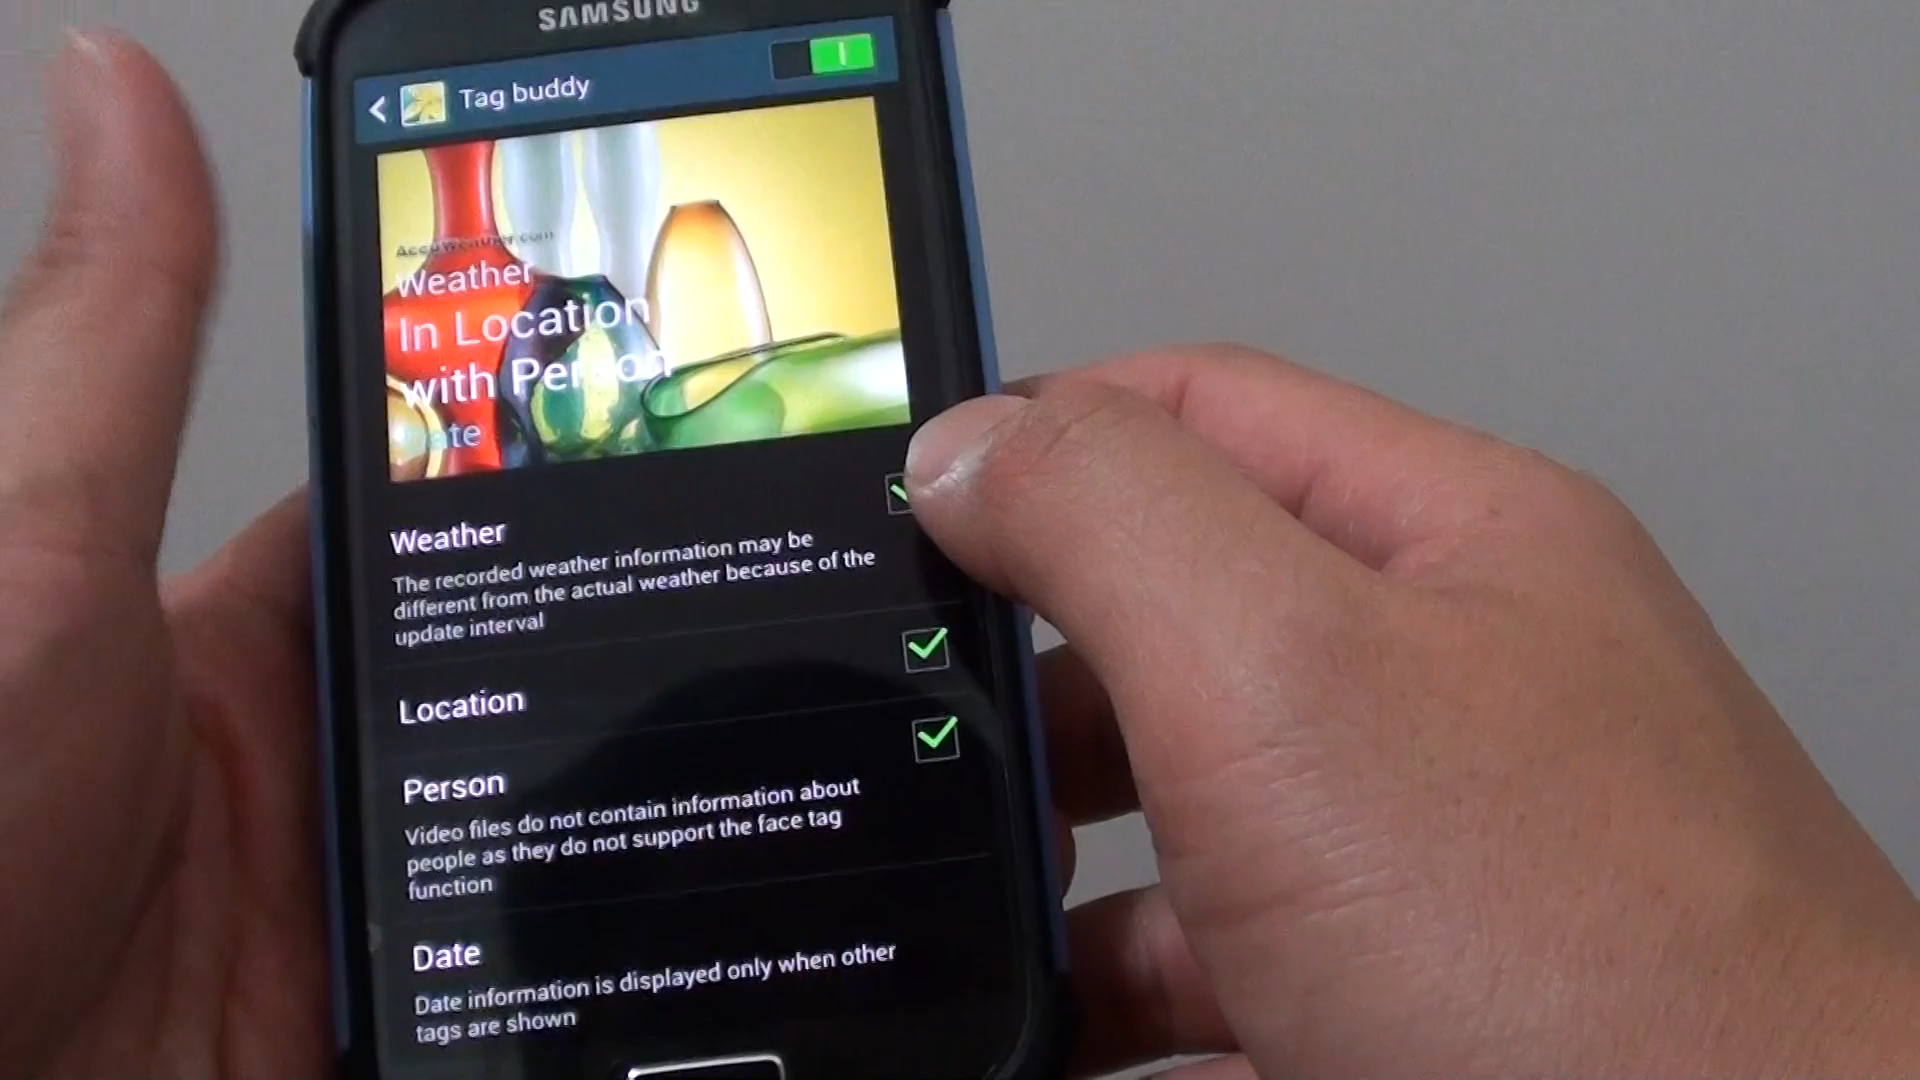 SAMSUNG
Tag buddy
AccuWeather.com
Weather
In Location
with Person
Date
Weather
The recorded weather information may be
different from the actual weather because of the
update interval
Location
Person
Video files do not contain information about
people as they do not support the face tag
function
Date
Date information is displayed only when other
tags are shown